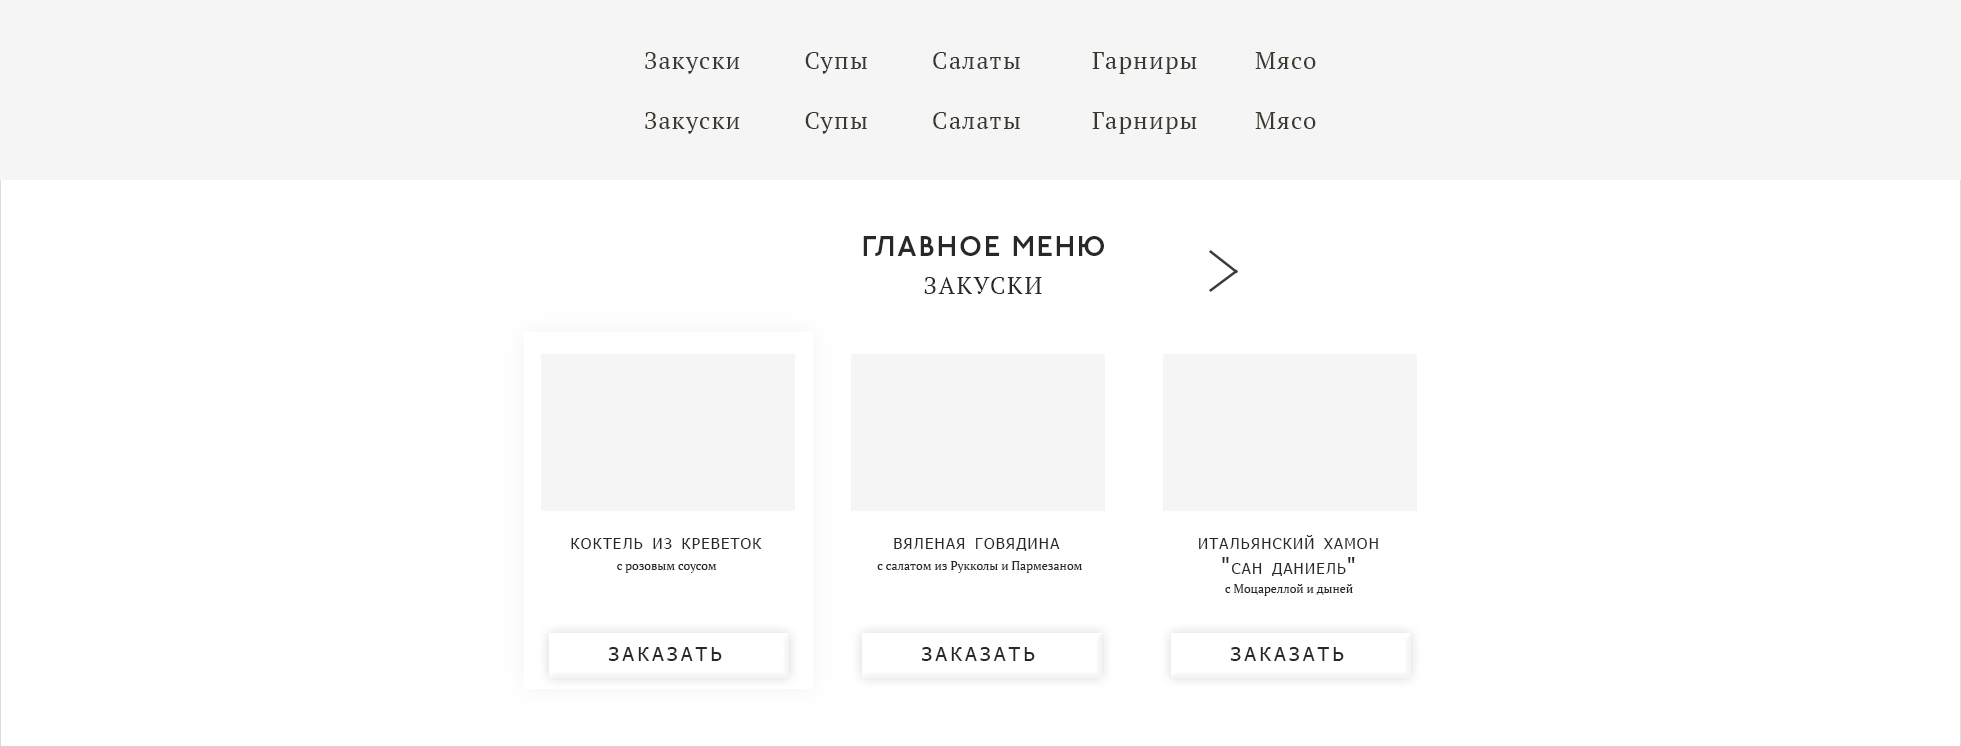 Закуски Супы Салаты Гарниры Мясо
Закуски Супы Салаты Гарниры Мясо
ГЛАВНОЕ МЕНЮ
ЗАКУСКИ
КОКТЕЛЬ ИЗ КРЕВЕТОК
с розовым соусом
ЗАКАЗАТЬ
ВЯЛЕНАЯ ГОВЯДИНА
с салатом из Рукколы и Пармезаном
ЗАКАЗАТЬ
ИТАЛЬЯНСКИЙ ХАМОН
"САН ДАНИЕЛЬ"
с Моцареллой и дыней
ЗАКАЗАТЬ